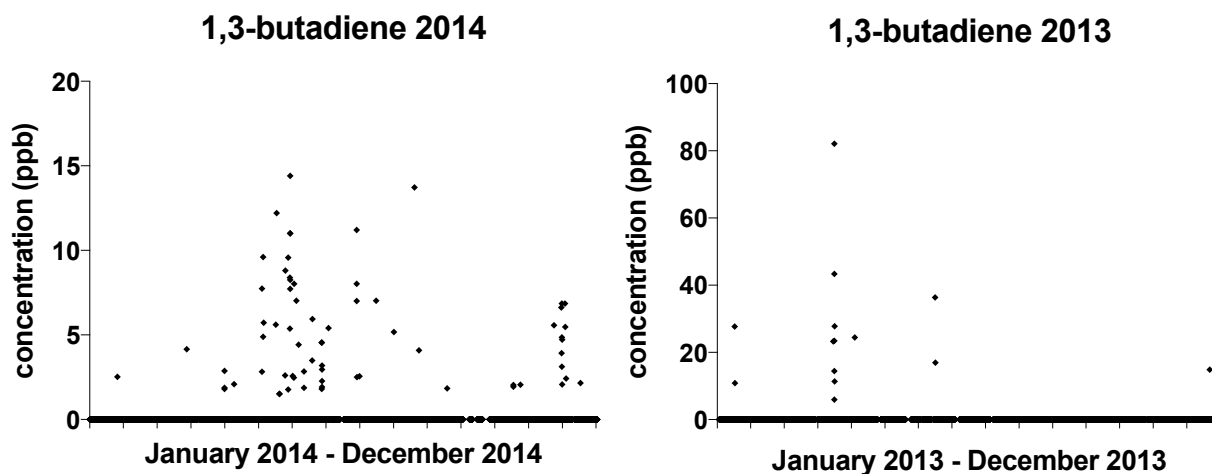 1,3-butadiene 2014
20
15
10
5
0
concentration (ppb)
January 2014 - December 2014
1,3-butadiene 2013
100
80
60
40
20
0
concentration (ppb)
January 2013 - December 2013